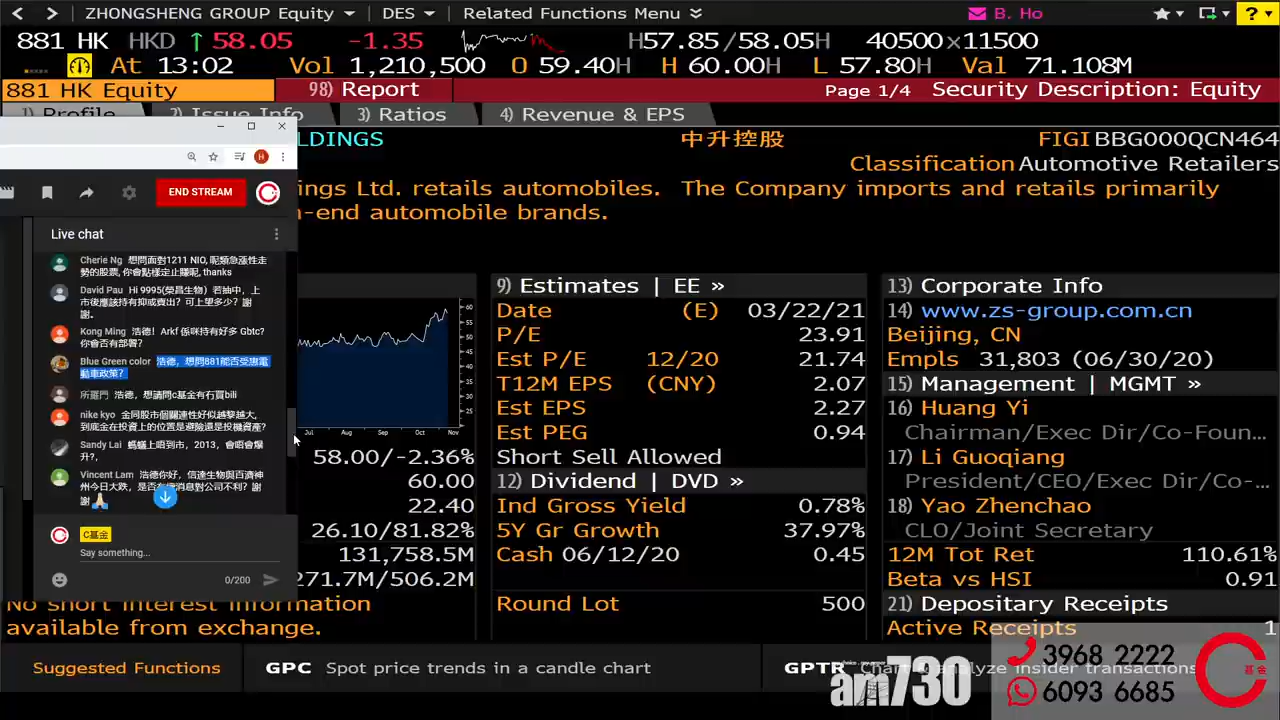 ZHONGSHENG GROUP Equity
DES
Related Functions Menu
B. Ho
?
881 HK HKD 58.05 -1.35 H57.85/58.05H 40500×11500
At 13:02 Vol 1,210,500 O 59.40H H 60.00H L 57.80H Val 71.108M
881 HK Equity
98) Report
Page 1/4 Security Description: Equity
1) Profile
2) Issue Info
3) Ratios
4) Revenue & EPS
LDINGS
中升控股
FIGI BBG000QCN464
Classification Automotive Retailers
ings Ltd. retails automobiles. The Company imports and retails primarily
-end automobile brands.
H
END STREAM
Live chat
Cherie Ng 想問面對1211 NIO, 呢類急漲性走
勢的股票, 你會點樣定止賺呢, thanks
David Pau Hi 9995(榮昌生物）若抽中，上
市後應該持有抑或賣出？可上望多少？謝
謝.
Kong Ming 浩德！Arkf 係咪持有好多 Gbtc?
你會否有部署?
Blue Green color 浩德，想問881能否受惠電
動車政策?
浩德，想請問c基金有冇買bili
nike kyo 金同股市個關連性好似越黎越大,
到底金在投資上的位置是避險還是投機資產?
Sandy Lai 螞蟻上唔到市，2013，會唔會爆
升?,
Vincent Lam 浩德你好，信達生物與百濟神
州今日大跌，是否有
消息對公司不利？謝
謝
C基金
Say something...
0/200
60
55
50
45
40
35
30
25
Jul Aug Sep Oct Nov
58.00/-2.36%
60.00
22.40
26.10/81.82%
131,758.5M
271.7M/506.2M
No short interest information
available from exchange.
9) Estimates | EE »
Date (E) 03/22/21
P/E 23.91
Est P/E 12/20 21.74
T12M EPS (CNY) 2.07
Est EPS 2.27
Est PEG 0.94
Short Sell Allowed
12) Dividend | DVD »
Ind Gross Yield 0.78%
5Y Gr Growth 37.97%
Cash 06/12/20 0.45
Round Lot 500
13) Corporate Info
14) www.zs-group.com.cn
Beijing, CN
Empls 31,803 (06/30/20)
15) Management | MGMT »
16) Huang Yi
Chairman/Exec Dir/Co-Foun...
17) Li Guoqiang
President/CEO/Exec Dir/Co-...
18) Yao Zhenchao
CLO/Joint Secretary
12M Tot Ret 110.61%
Beta vs HSI 0.91
21) Depositary Receipts
Active Receipts 1
Suggested Functions
GPC Spot price trends in a candle chart
GPTR
analyze insider transactions
am730
3968 2222
6093 6685
基金